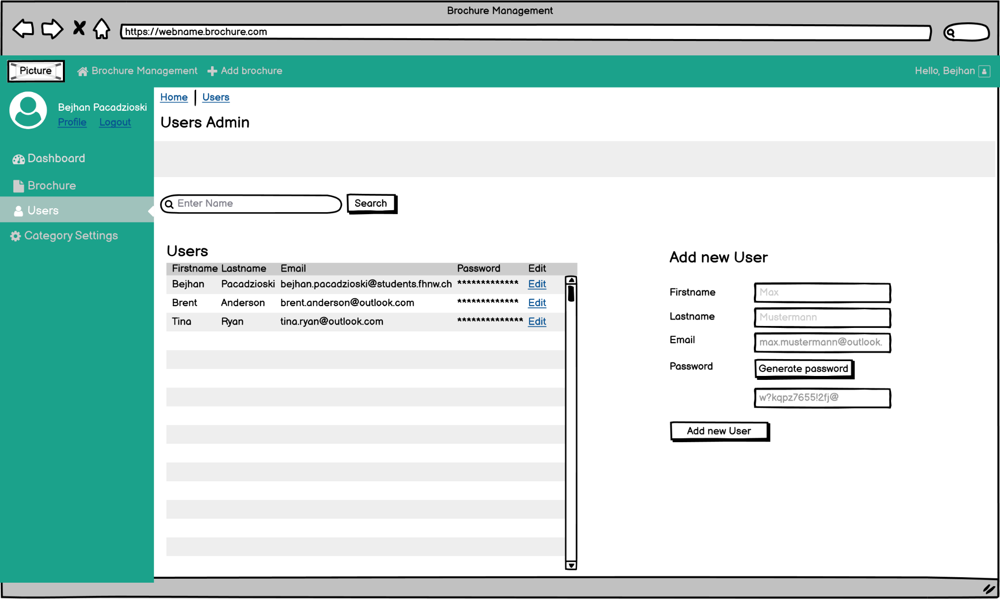 Brochure Management
https://webname.brochure.com
Picture
Brochure Management
Add brochure
Hello, Bejhan
Bejhan Pacadzioski
Profile
Logout
Dashboard
Brochure
Users
Category Settings
Home
Users
Users Admin
Enter Name
Search
Users
Firstname Lastname Email Password Edit
Bejhan Pacadzioski bejhan.pacadzioski@students.fhnw.ch ************* Edit
Brent Anderson brent.anderson@outlook.com ************* Edit
Tina Ryan tina.ryan@outlook.com ************** Edit
Add new User
Firstname Max
Lastname Mustermann
Email max.mustermann@outlook.
Password Generate password
w?kqpz7655!2fj@
Add new User